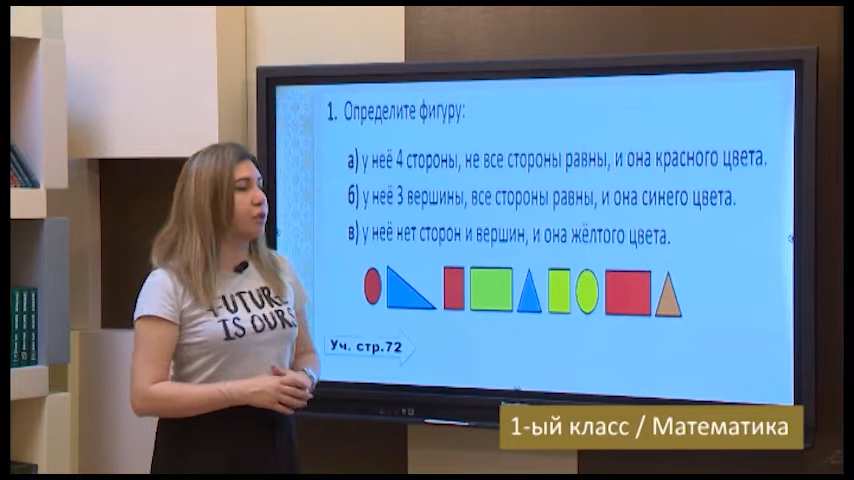 1. Определите фигуру:
а) у неё 4 стороны, не все стороны равны, и она красного цвета.
б) у неё 3 вершины, все стороны равны, и она синего цвета.
в) у неё нет сторон и вершин, и она жёлтого цвета.
Уч. стр.72
FUTURE
IS OURS
1-ый класс / Математика